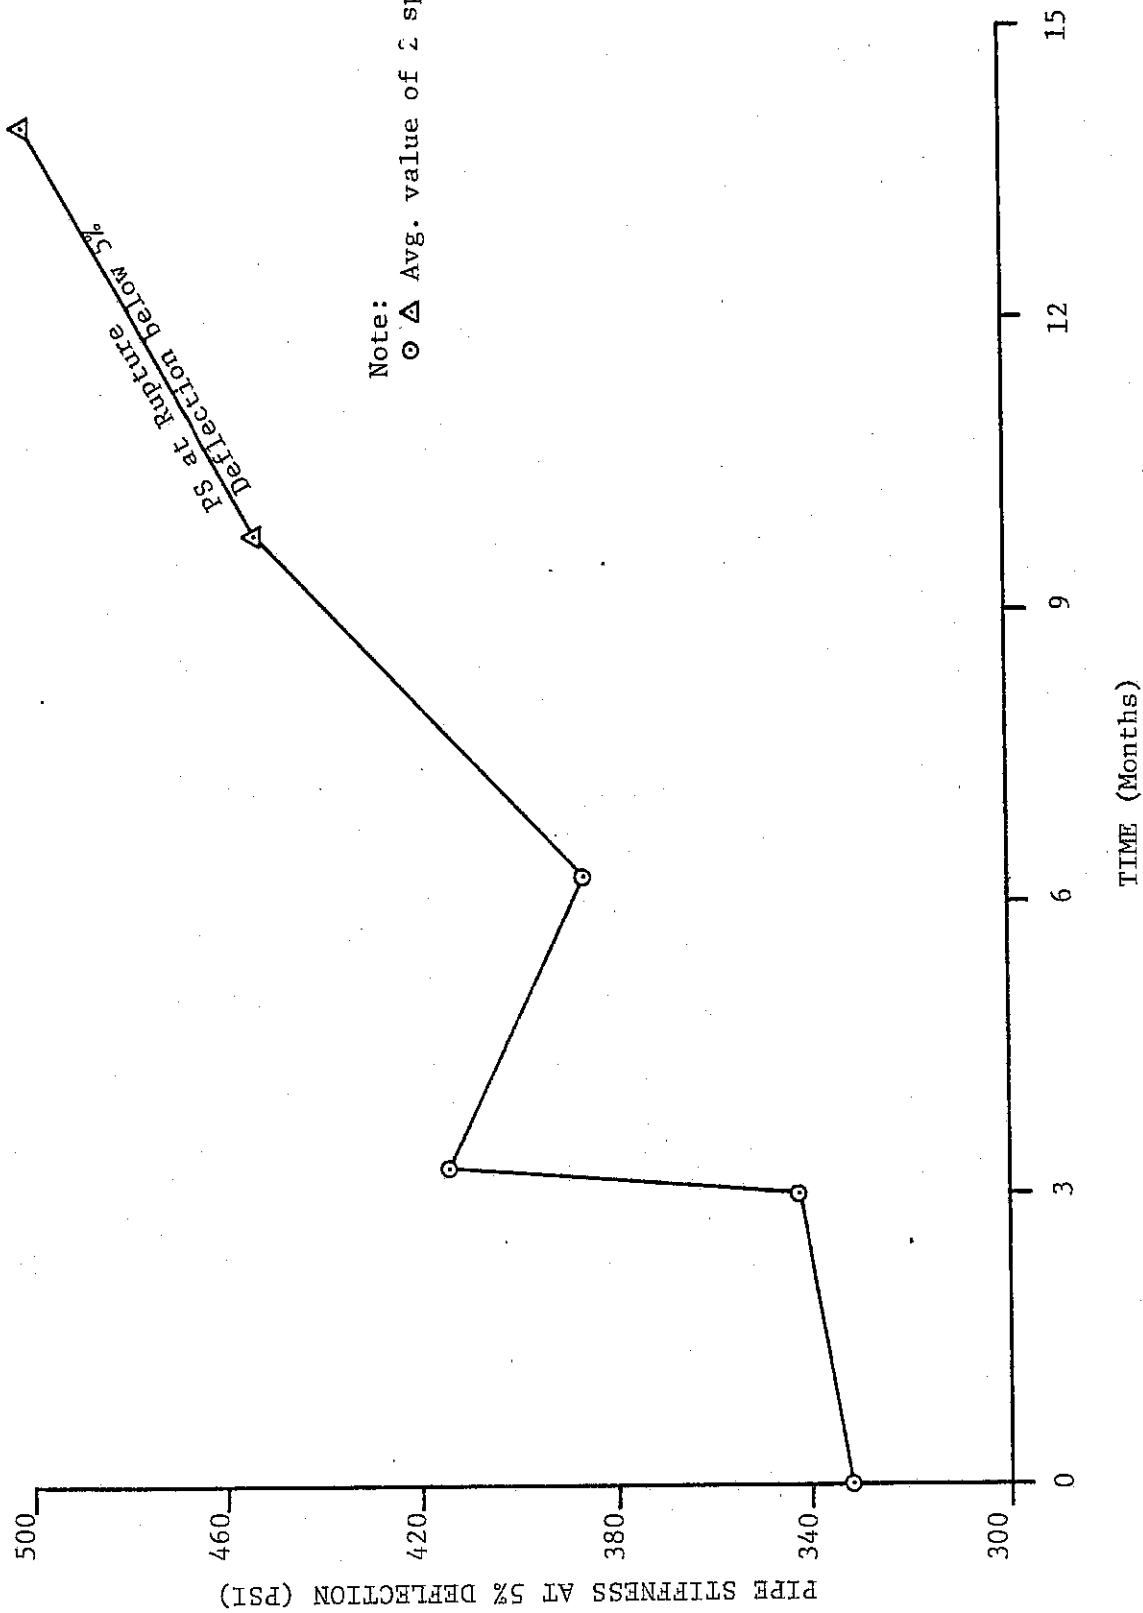 PIPE STIFFNESS AT 5% DEFLECTION (PSI)
500
460
420
380
340
300
PS at Rupture
Deflection below 5%
Note:
⊙ △ Avg. value of 2
0
3
6
9
12
15
TIME (Months)